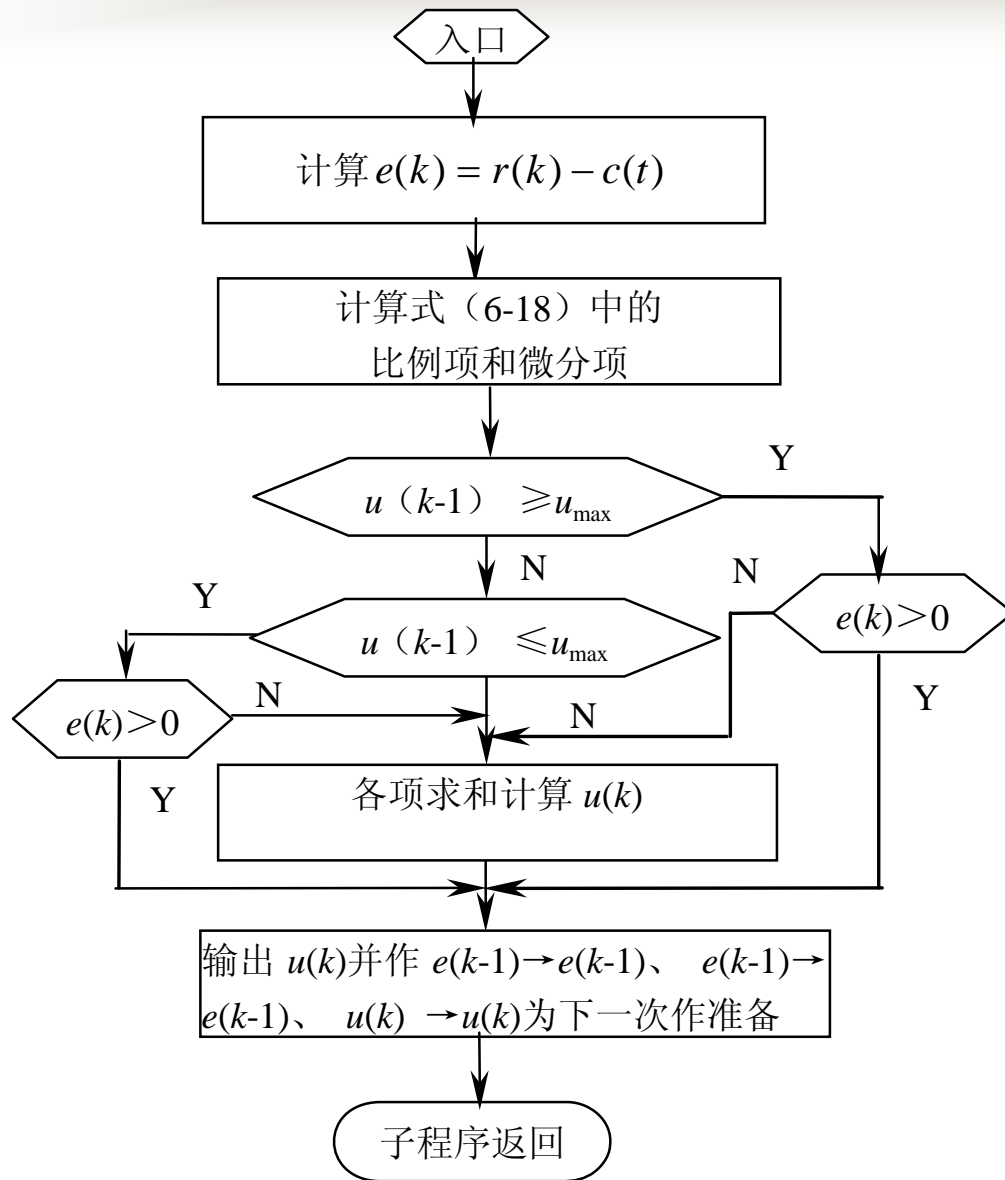 入口
计算 e(k) = r(k) − c(t)
计算式（6-18）中的
比例项和微分项
Y
u（k-1） ≥u_max
N
N
Y
e(k)＞0
u（k-1） ≤u_max
N
Y
e(k)＞0
N
Y
各项求和计算 u(k)
输出 u(k)并作 e(k-1)→e(k-1)、 e(k-1)→
e(k-1)、 u(k) →u(k)为下一次作准备
子程序返回